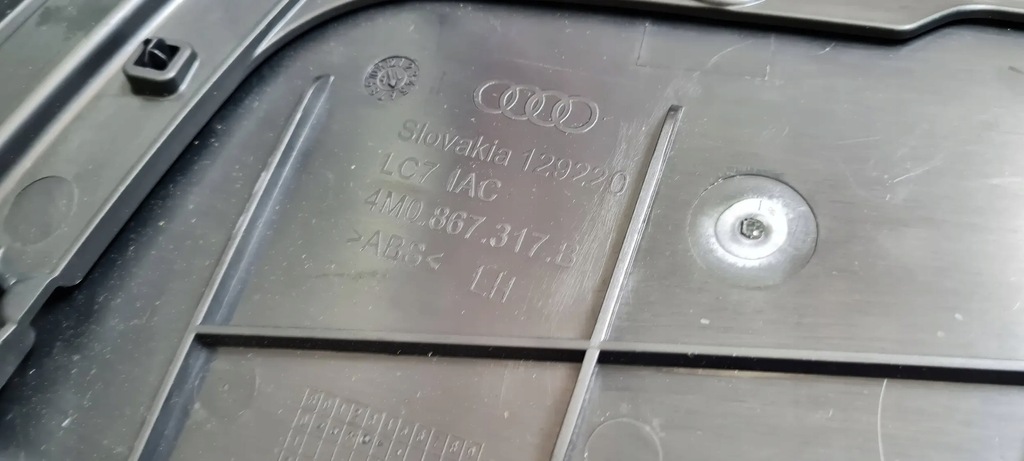 Slovakia 129220
LC7 IAC
4M0.867.317.B
>ABS<
LH